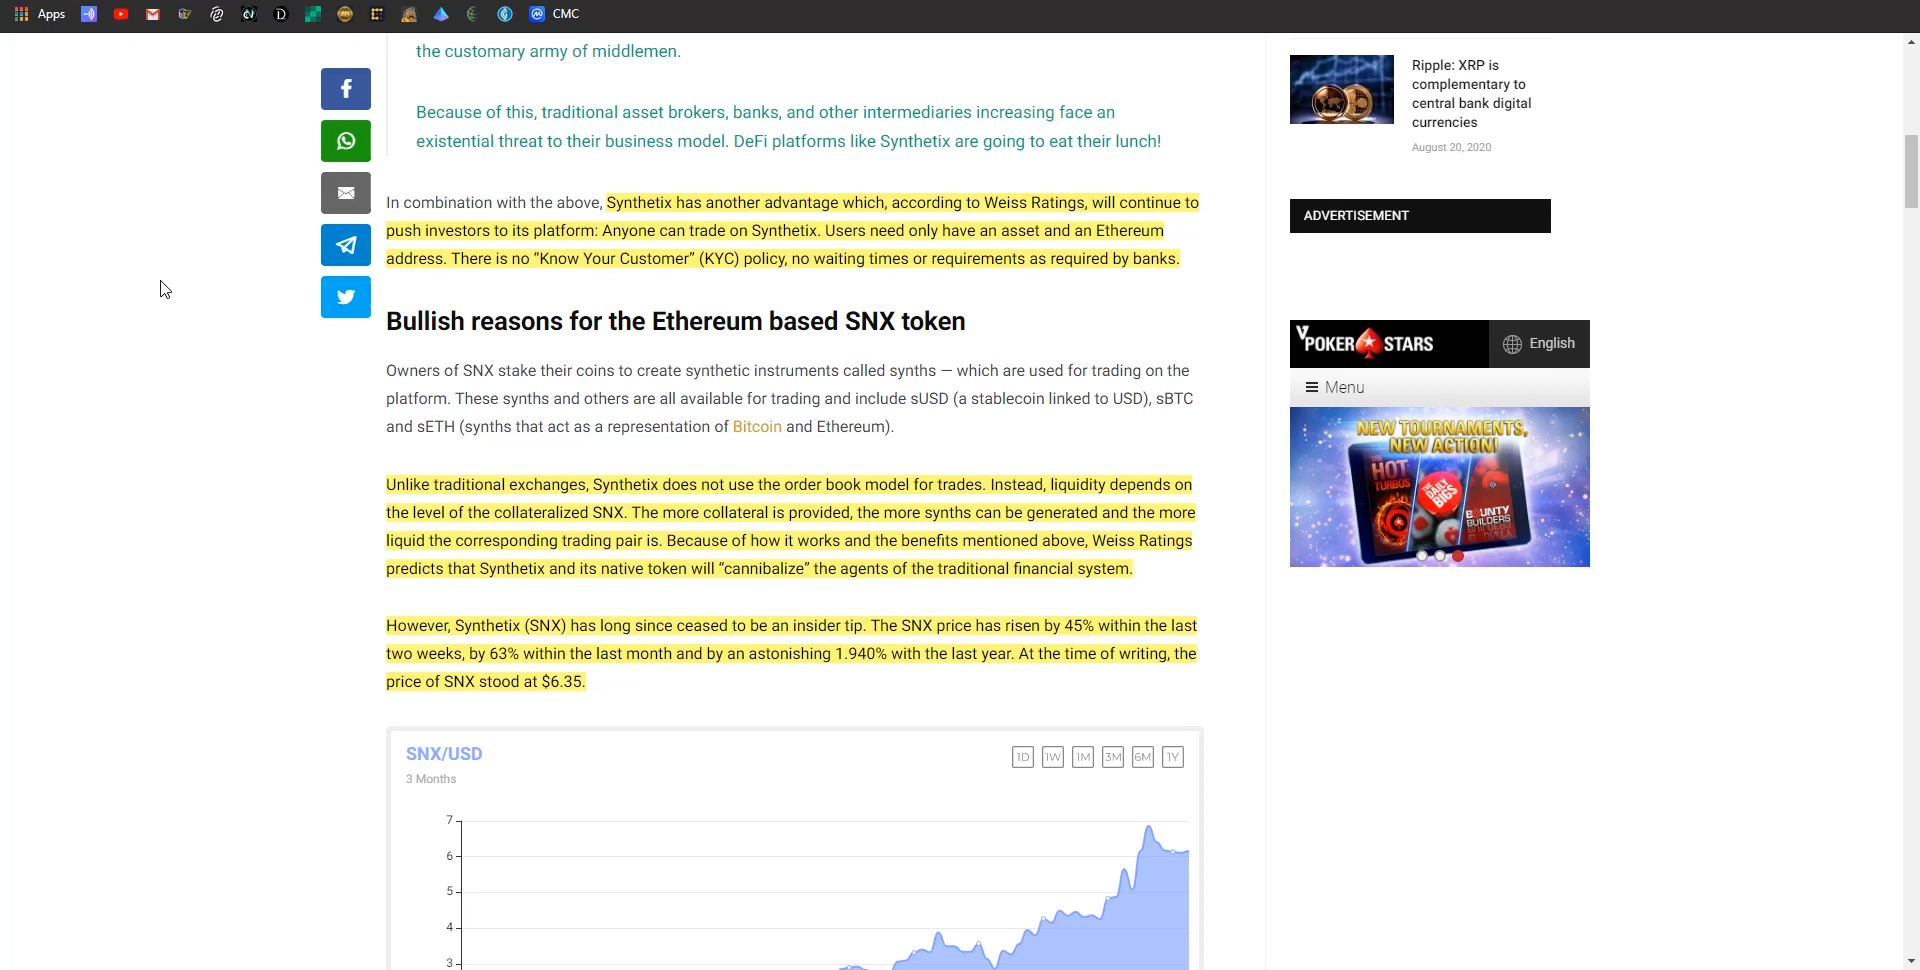 Apps
CMC
the customary army of middlemen.
Because of this, traditional asset brokers, banks, and other intermediaries increasing face an
existential threat to their business model. DeFi platforms like Synthetix are going to eat their lunch!
In combination with the above, Synthetix has another advantage which, according to Weiss Ratings, will continue to
push investors to its platform: Anyone can trade on Synthetix. Users need only have an asset and an Ethereum
address. There is no “Know Your Customer” (KYC) policy, no waiting times or requirements as required by banks.
Bullish reasons for the Ethereum based SNX token
Owners of SNX stake their coins to create synthetic instruments called synths — which are used for trading on the
platform. These synths and others are all available for trading and include sUSD (a stablecoin linked to USD), sBTC
and sETH (synths that act as a representation of Bitcoin and Ethereum).
Unlike traditional exchanges, Synthetix does not use the order book model for trades. Instead, liquidity depends on
the level of the collateralized SNX. The more collateral is provided, the more synths can be generated and the more
liquid the corresponding trading pair is. Because of how it works and the benefits mentioned above, Weiss Ratings
predicts that Synthetix and its native token will “cannibalize” the agents of the traditional financial system.
However, Synthetix (SNX) has long since ceased to be an insider tip. The SNX price has risen by 45% within the last
two weeks, by 63% within the last month and by an astonishing 1.940% with the last year. At the time of writing, the
price of SNX stood at $6.35.
SNX/USD
3 Months
1D 1W 1M 3M 6M 1Y
7
6
5
4
3
Ripple: XRP is
complementary to
central bank digital
currencies
August 20, 2020
ADVERTISEMENT
POKER STARS
English
Menu
NEW TOURNAMENTS,
NEW ACTION!
THE
HOT
TURBOS
THE
DAILY
BIGS
BOUNTY
BUILDERS